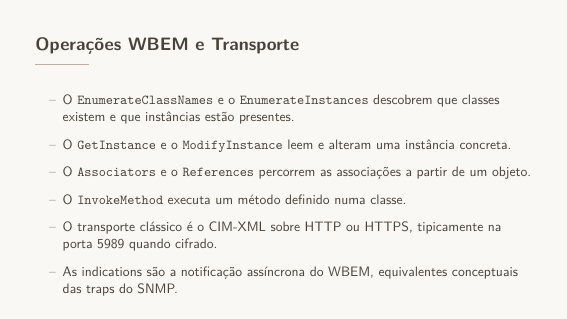 Operações WBEM e Transporte
– O EnumerateClassNames e o EnumerateInstances descobrem que classes
existem e que instâncias estão presentes.
– O GetInstance e o ModifyInstance leem e alteram uma instância concreta.
– O Associators e o References percorrem as associações a partir de um objeto.
– O InvokeMethod executa um método definido numa classe.
– O transporte clássico é o CIM-XML sobre HTTP ou HTTPS, tipicamente na
porta 5989 quando cifrado.
– As indications são a notificação assíncrona do WBEM, equivalentes conceptuais
das traps do SNMP.